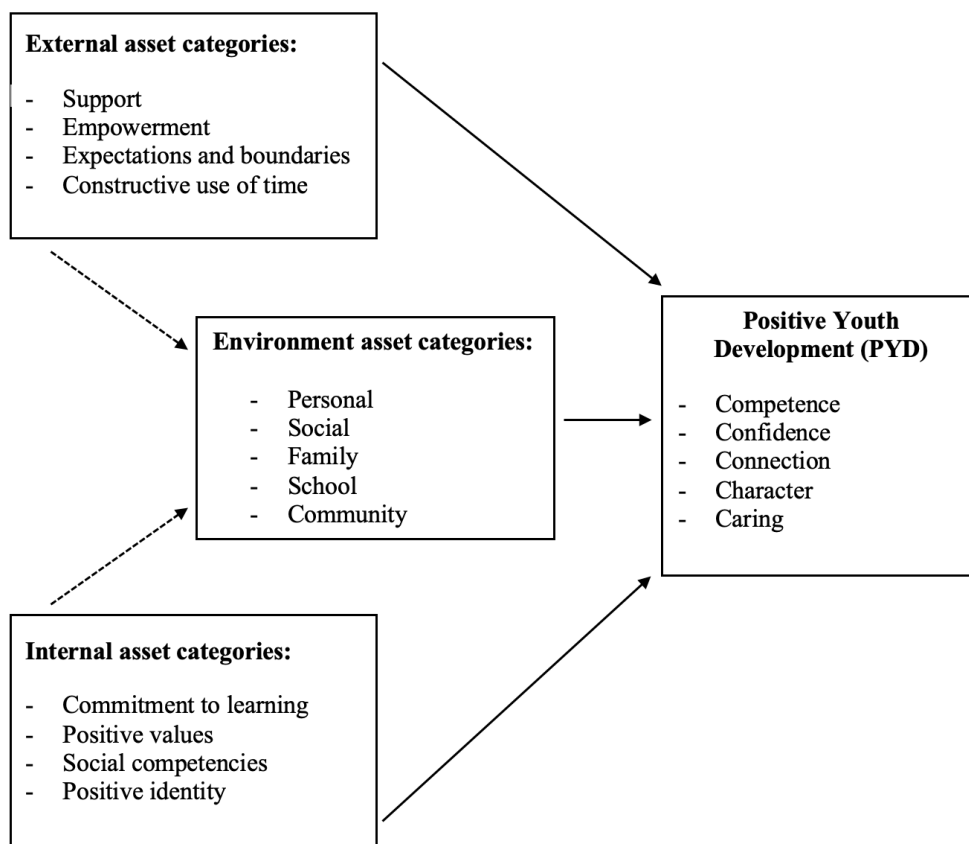 External asset categories:
- Support
- Empowerment
- Expectations and boundaries
- Constructive use of time
Environment asset categories:
- Personal
- Social
- Family
- School
- Community
Positive Youth
Development (PYD)
- Competence
- Confidence
- Connection
- Character
- Caring
Internal asset categories:
- Commitment to learning
- Positive values
- Social competencies
- Positive identity